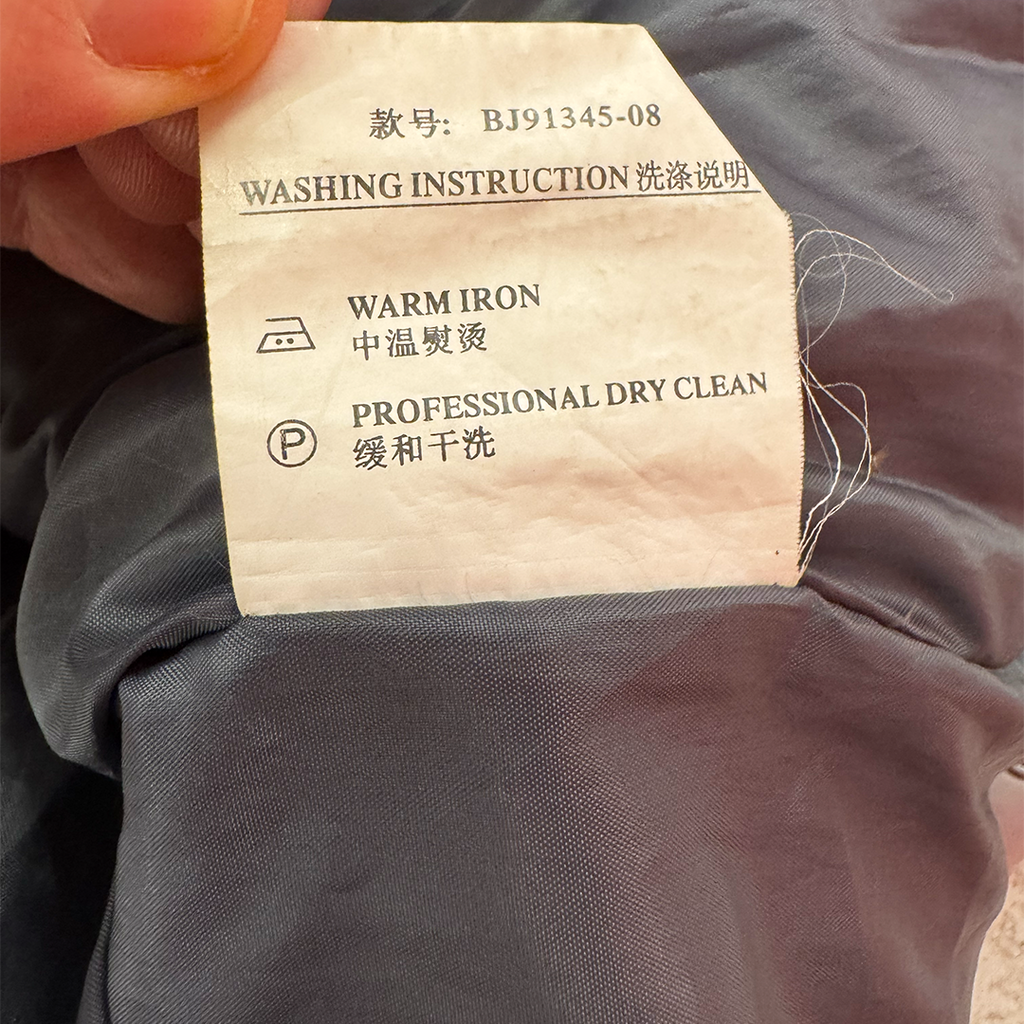 款号: BJ91345-08
WASHING INSTRUCTION 洗涤说明
WARM IRON
中温熨烫
P
PROFESSIONAL DRY CLEAN
缓和干洗